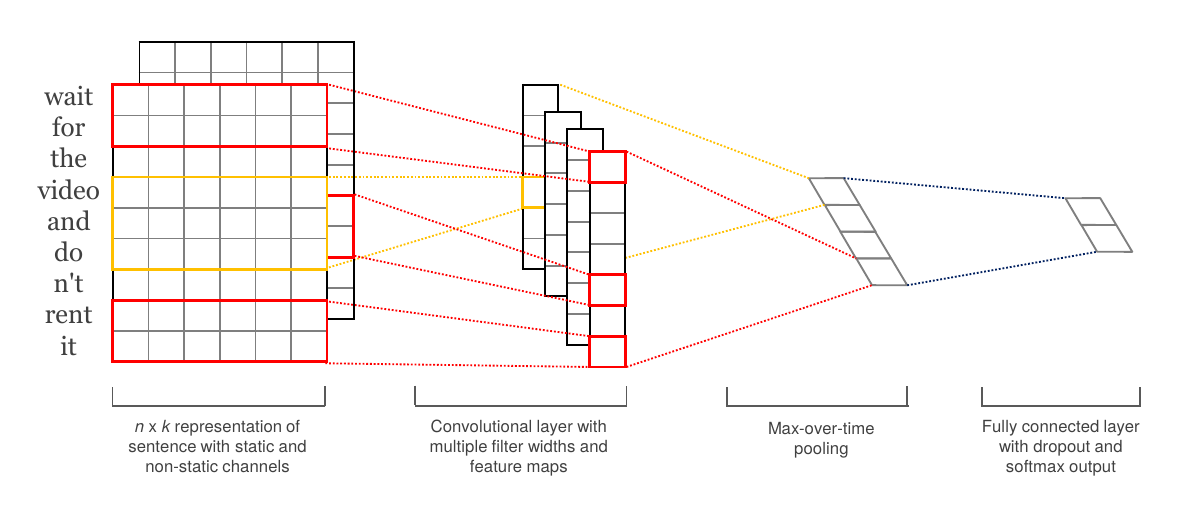 wait
for
the
video
and
do
n't
rent
it
n x k representation of
sentence with static and
non-static channels
Convolutional layer with
multiple filter widths and
feature maps
Max-over-time
pooling
Fully connected layer
with dropout and
softmax output